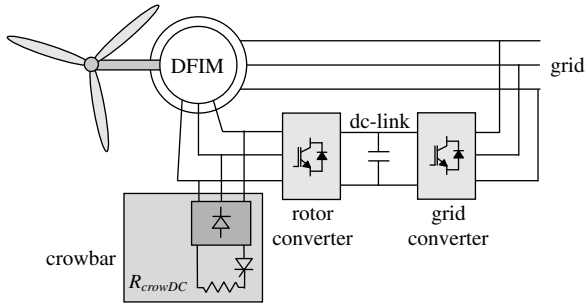 DFIM
grid
dc-link
rotor
converter
grid
converter
crowbar
R_crowDC